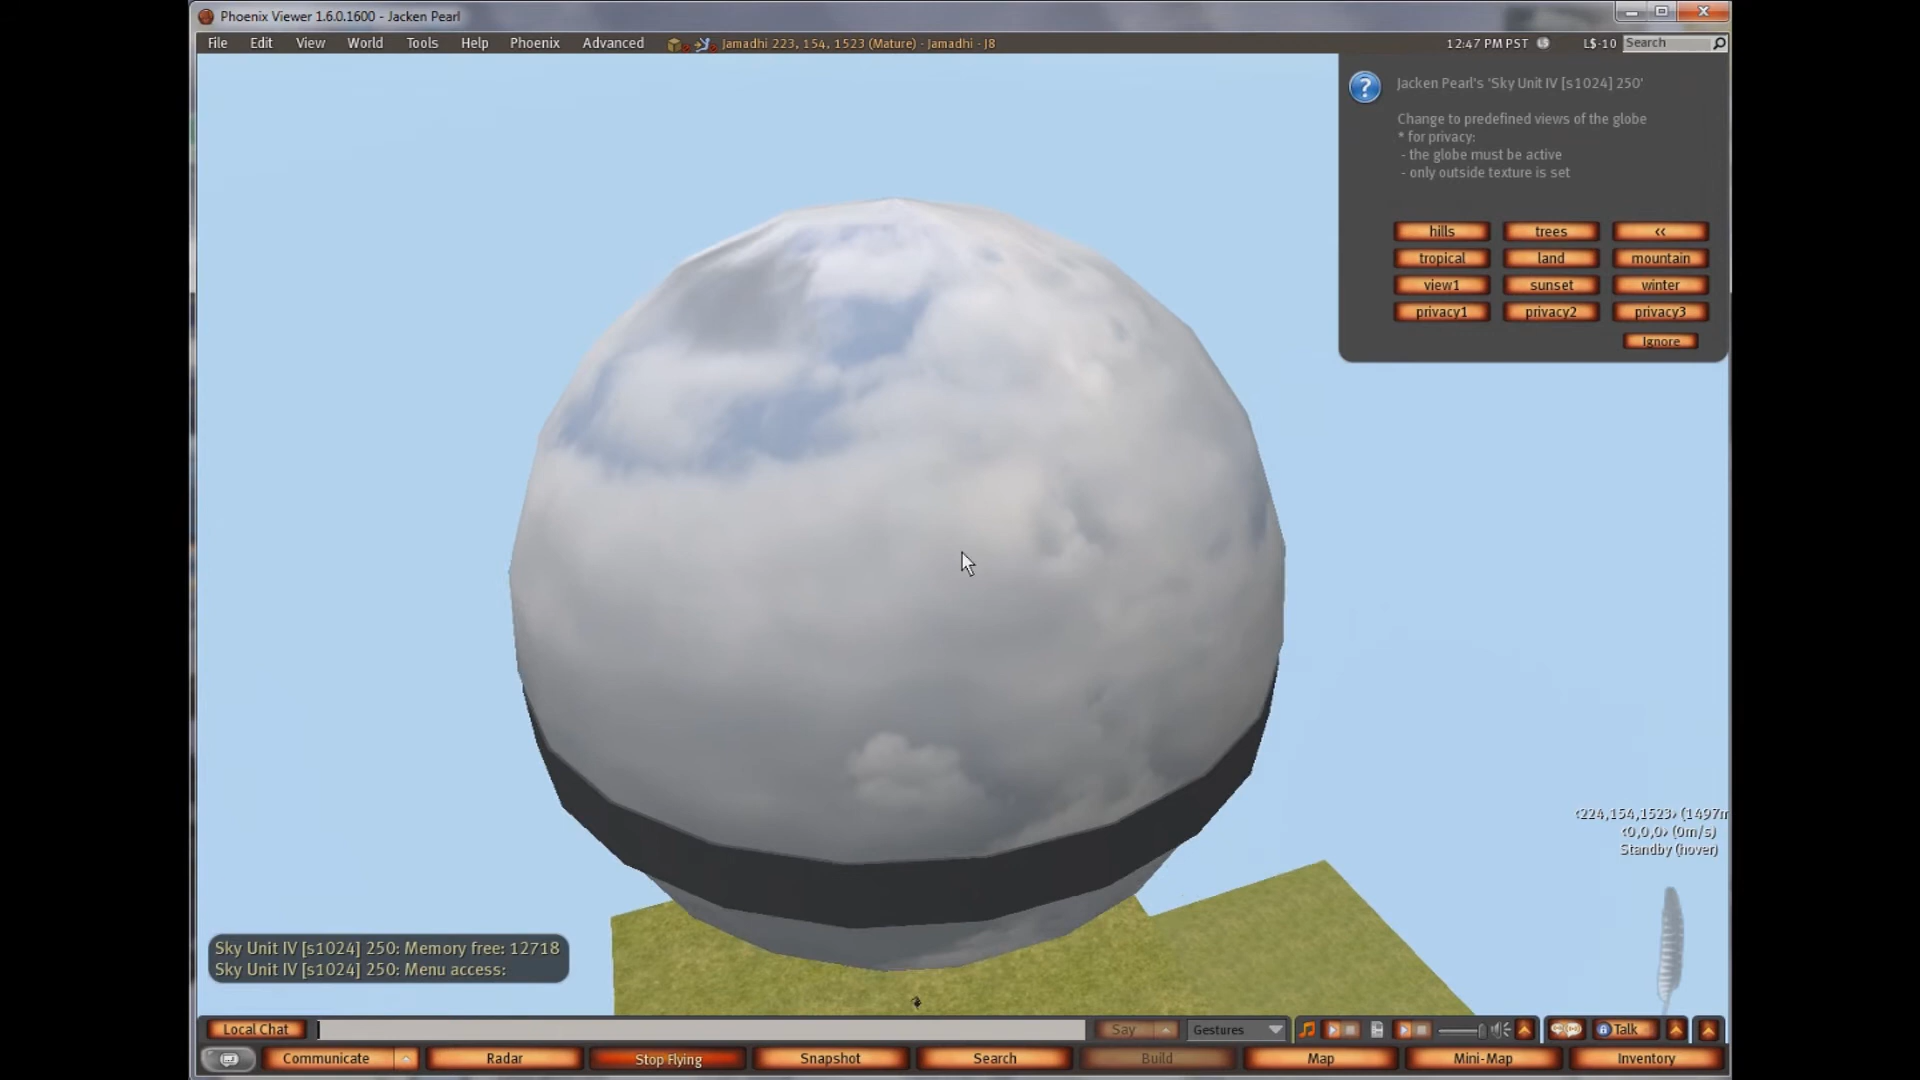 Phoenix Viewer 1.6.0.1600 - Jacken Pearl
File Edit View World Tools Help Phoenix Advanced Jamadhi 223, 154, 1523 (Mature) - Jamadhi - J8 12:47 PM PST L$-10 Search
Jacken Pearl's 'Sky Unit IV [s1024] 250'
Change to predefined views of the globe
* for privacy:
- the globe must be active
- only outside texture is set
hills trees <<
tropical land mountain
view1 sunset winter
privacy1 privacy2 privacy3
Ignore
<224,154,1523> (1497m
<0,0,0> (0m/s)
Standby (hover)
Sky Unit IV [s1024] 250: Memory free: 12718
Sky Unit IV [s1024] 250: Menu access:
Local Chat Say Gestures Talk
Communicate Radar Stop Flying Snapshot Search Build Map Mini-Map Inventory